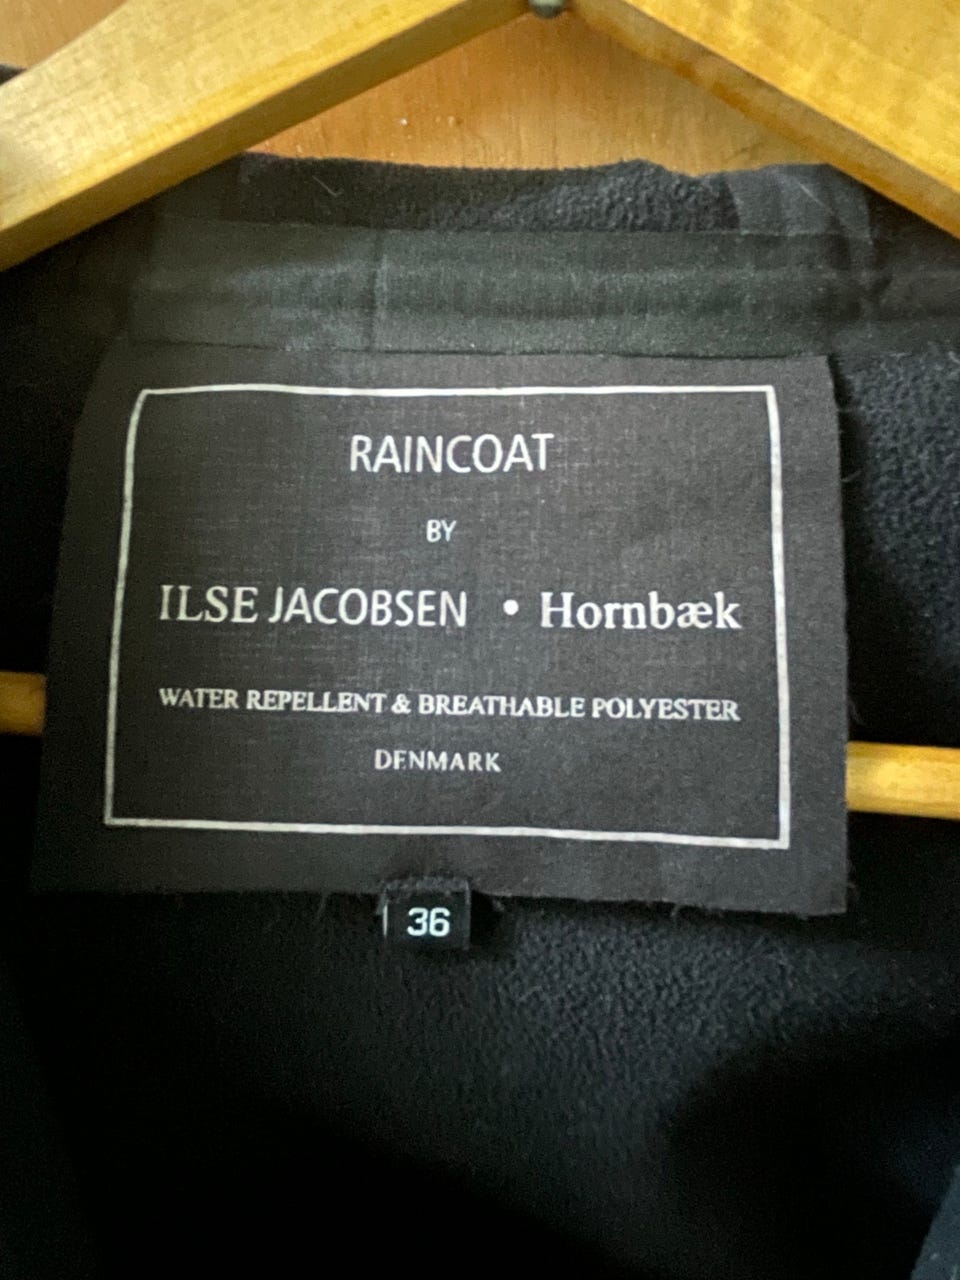 RAINCOAT
BY
ILSE JACOBSEN • Hornbæk
WATER REPELLENT & BREATHABLE POLYESTER
DENMARK
36